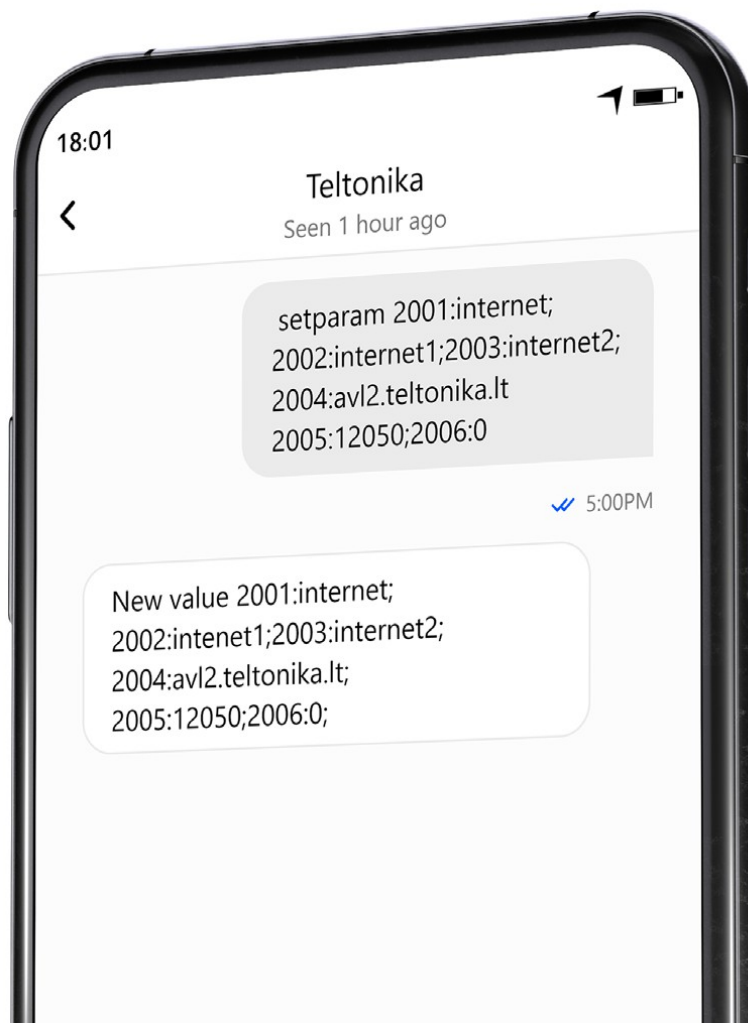 18:01
Teltonika
Seen 1 hour ago
setparam 2001:internet;
2002:internet1;2003:internet2;
2004:avl2.teltonika.lt
2005:12050;2006:0
5:00PM
New value 2001:internet;
2002:intenet1;2003:internet2;
2004:avl2.teltonika.lt;
2005:12050;2006:0;